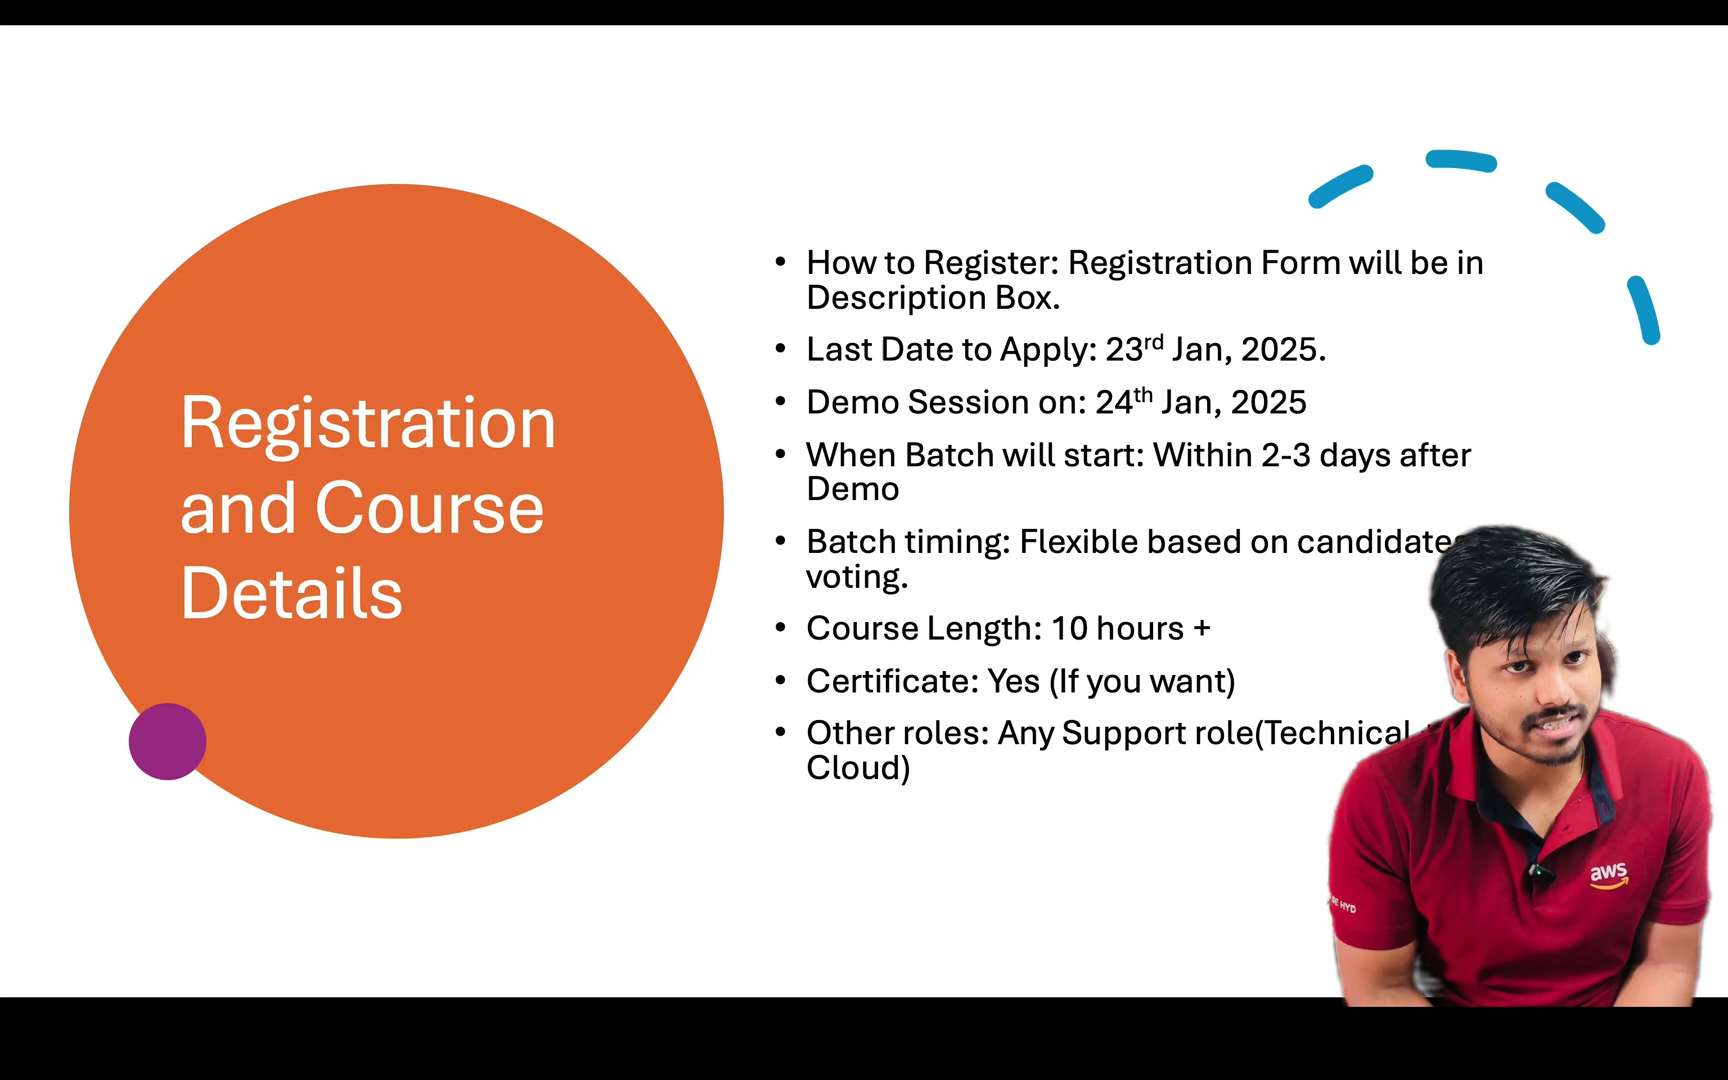 Registration
and Course
Details
• How to Register: Registration Form will be in
Description Box.
• Last Date to Apply: 23rd Jan, 2025.
• Demo Session on: 24th Jan, 2025
• When Batch will start: Within 2-3 days after
Demo
• Batch timing: Flexible based on candidates
voting.
• Course Length: 10 hours +
• Certificate: Yes (If you want)
• Other roles: Any Support role(Technical
Cloud)
aws
HYD